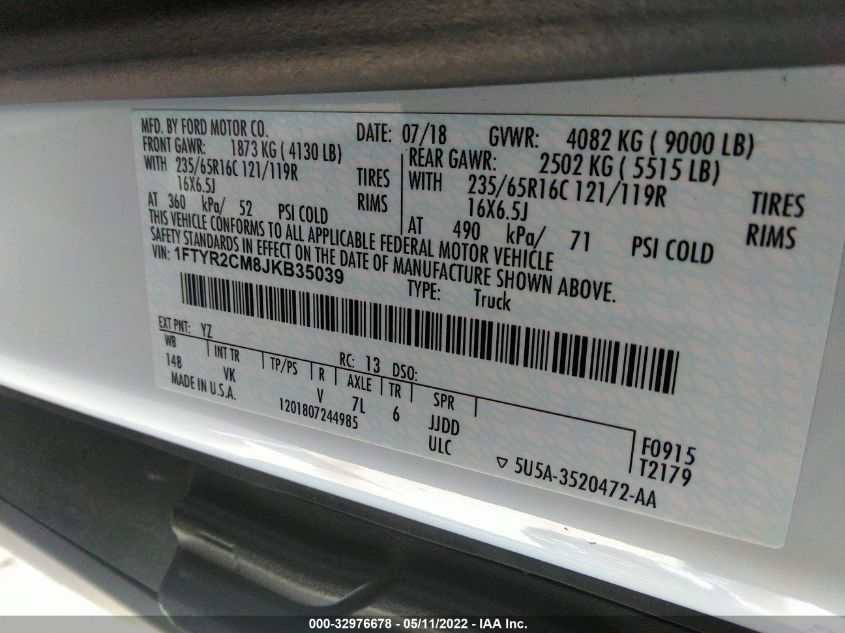 MFD. BY FORD MOTOR CO. DATE: 07/18 GVWR: 4082 KG ( 9000 LB)
FRONT GAWR: 1873 KG ( 4130 LB) REAR GAWR: 2502 KG ( 5515 LB)
WITH 235/65R16C 121/119R TIRES WITH 235/65R16C 121/119R TIRES
16X6.5J RIMS 16X6.5J RIMS
AT 360 kPa/ 52 PSI COLD AT 490 kPa/ 71 PSI COLD
THIS VEHICLE CONFORMS TO ALL APPLICABLE FEDERAL MOTOR VEHICLE
SAFETY STANDARDS IN EFFECT ON THE DATE OF MANUFACTURE SHOWN ABOVE.
VIN: 1FTYR2CM8JKB35039
TYPE: Truck
EXT PNT: YZ RC: 13 DSO:
WB INT TR TP/PS R AXLE TR SPR
148 VK V 7L 6 JJDD
MADE IN U.S.A. 1201807244985 ULC
F0915
T2179
5U5A-3520472-AA
000-32976678 - 05/11/2022 - IAA Inc.